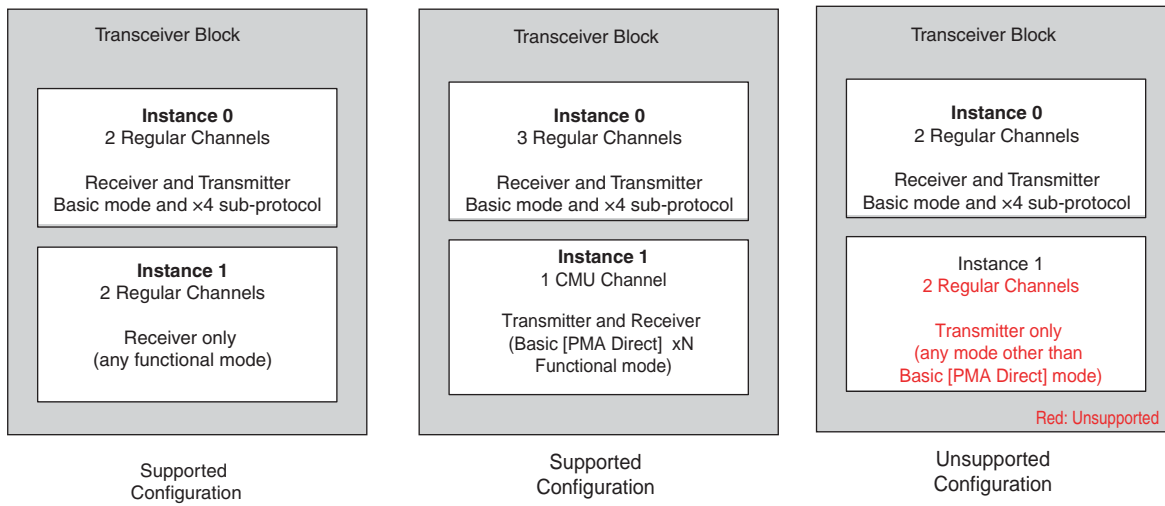 Transceiver Block
Instance 0
2 Regular Channels
Receiver and Transmitter
Basic mode and ×4 sub-protocol
Instance 1
2 Regular Channels
Receiver only
(any functional mode)
Supported
Configuration
Transceiver Block
Instance 0
3 Regular Channels
Receiver and Transmitter
Basic mode and ×4 sub-protocol
Instance 1
1 CMU Channel
Transmitter and Receiver
(Basic [PMA Direct] xN
Functional mode)
Supported
Configuration
Transceiver Block
Instance 0
2 Regular Channels
Receiver and Transmitter
Basic mode and ×4 sub-protocol
Instance 1
2 Regular Channels
Transmitter only
(any mode other than
Basic [PMA Direct] mode)
Red: Unsupported
Unsupported
Configuration